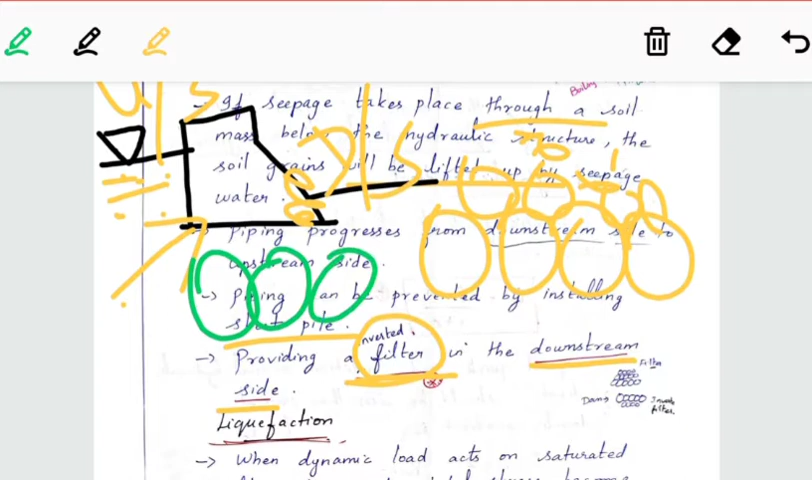 U/s
Boiling
-> If seepage takes place through a soil
mass below the hydraulic structure, the
soil grains will be lifted up by seepage
water.
D/S
-> Piping progresses from downstream side to
upstream side.
-> Piping can be prevented by installing
sheet pile.
-> Providing a inverted filter in the downstream
side.
Filter
Dams
Inverted
filter.
Liquefaction
-> When dynamic load acts on saturated